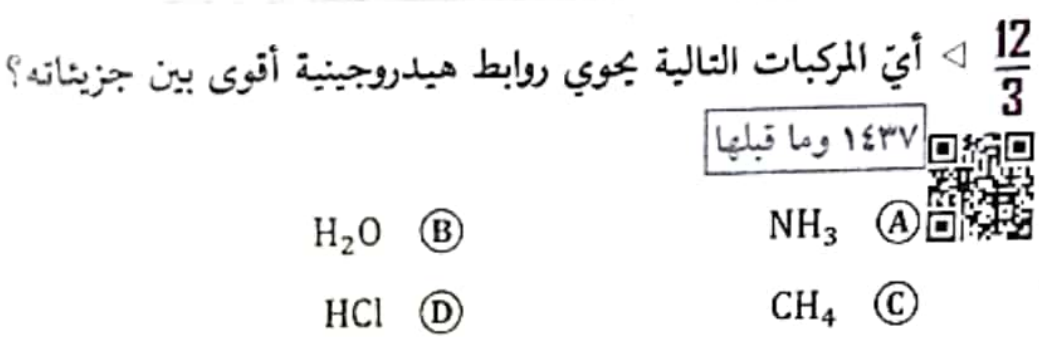 12
3
◁ أيّ المركبات التالية يحوي روابط هيدروجينية أقوى بين جزيئاته؟
١٤٣٧ وما قبلها
Ⓐ NH₃
Ⓑ H₂O
Ⓒ CH₄
Ⓓ HCl